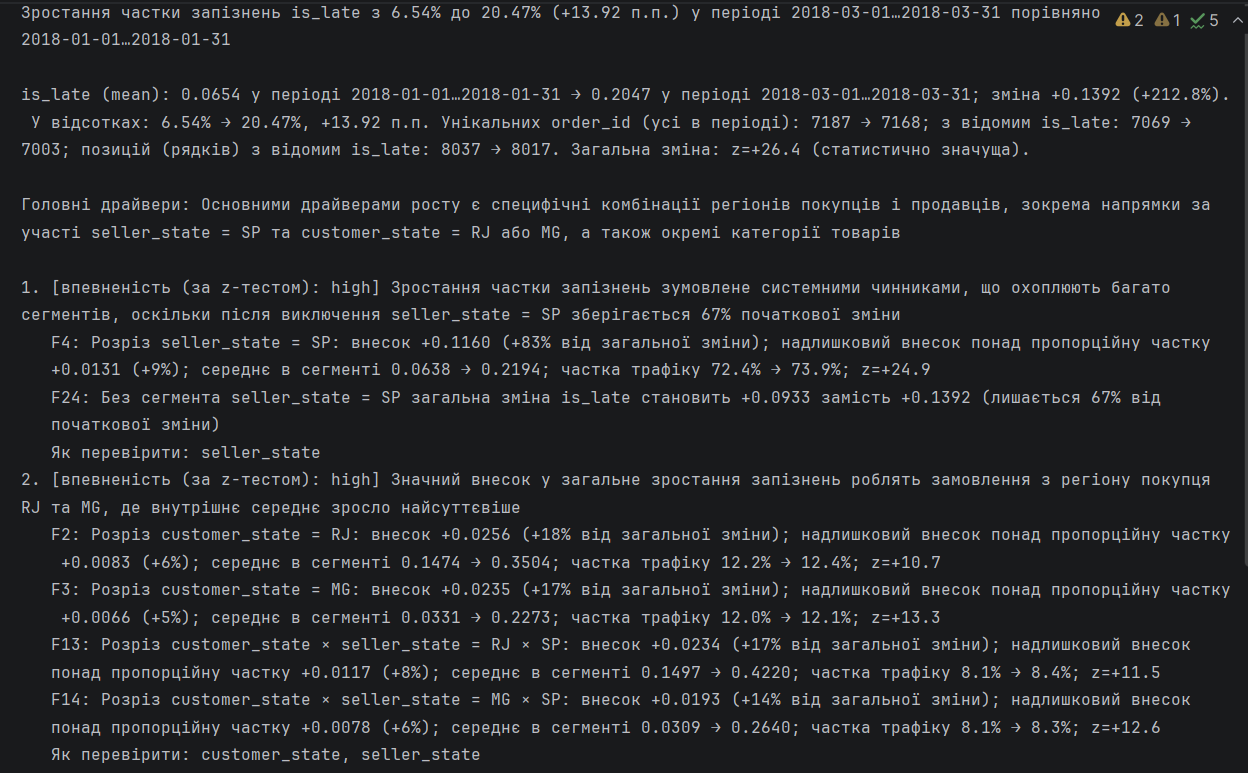 Зростання частки запізнень is_late з 6.54% до 20.47% (+13.92 п.п.) у періоді 2018-03-01…2018-03-31 порівняно
2 1 5
2018-01-01…2018-01-31
is_late (mean): 0.0654 у періоді 2018-01-01…2018-01-31 → 0.2047 у періоді 2018-03-01…2018-03-31; зміна +0.1392 (+212.8%).
У відсотках: 6.54% → 20.47%, +13.92 п.п. Унікальних order_id (усі в періоді): 7187 → 7168; з відомим is_late: 7069 →
7003; позицій (рядків) з відомим is_late: 8037 → 8017. Загальна зміна: z=+26.4 (статистично значуща).
Головні драйвери: Основними драйверами росту є специфічні комбінації регіонів покупців і продавців, зокрема напрямки за
участі seller_state = SP та customer_state = RJ або MG, а також окремі категорії товарів
1. [впевненість (за z-тестом): high] Зростання частки запізнень зумовлене системними чинниками, що охоплюють багато
сегментів, оскільки після виключення seller_state = SP зберігається 67% початкової зміни
F4: Розріз seller_state = SP: внесок +0.1160 (+83% від загальної зміни); надлишковий внесок понад пропорційну частку
+0.0131 (+9%); середнє в сегменті 0.0638 → 0.2194; частка трафіку 72.4% → 73.9%; z=+24.9
F24: Без сегмента seller_state = SP загальна зміна is_late становить +0.0933 замість +0.1392 (лишається 67% від
початкової зміни)
Як перевірити: seller_state
2. [впевненість (за z-тестом): high] Значний внесок у загальне зростання запізнень роблять замовлення з регіону покупця
RJ та MG, де внутрішнє середнє зросло найсуттєвіше
F2: Розріз customer_state = RJ: внесок +0.0256 (+18% від загальної зміни); надлишковий внесок понад пропорційну частку
+0.0083 (+6%); середнє в сегменті 0.1474 → 0.3504; частка трафіку 12.2% → 12.4%; z=+10.7
F3: Розріз customer_state = MG: внесок +0.0235 (+17% від загальної зміни); надлишковий внесок понад пропорційну частку
+0.0066 (+5%); середнє в сегменті 0.0331 → 0.2273; частка трафіку 12.0% → 12.1%; z=+13.3
F13: Розріз customer_state × seller_state = RJ × SP: внесок +0.0234 (+17% від загальної зміни); надлишковий внесок
понад пропорційну частку +0.0117 (+8%); середнє в сегменті 0.1497 → 0.4220; частка трафіку 8.1% → 8.4%; z=+11.5
F14: Розріз customer_state × seller_state = MG × SP: внесок +0.0193 (+14% від загальної зміни); надлишковий внесок
понад пропорційну частку +0.0078 (+6%); середнє в сегменті 0.0309 → 0.2640; частка трафіку 8.1% → 8.3%; z=+12.6
Як перевірити: customer_state, seller_state